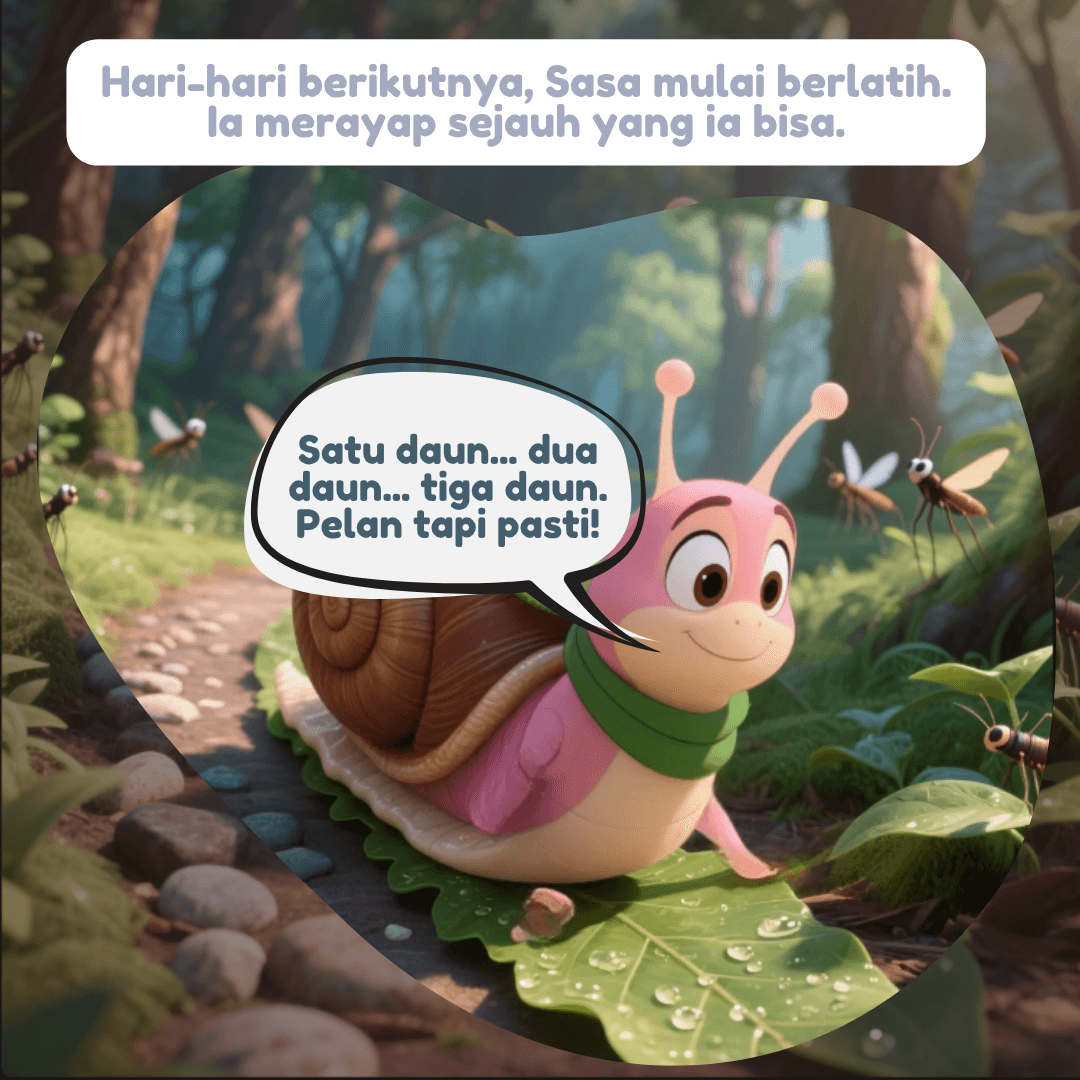 Hari-hari berikutnya, Sasa mulai berlatih.
Ia merayap sejauh yang ia bisa.
Satu daun... dua
daun... tiga daun.
Pelan tapi pasti!